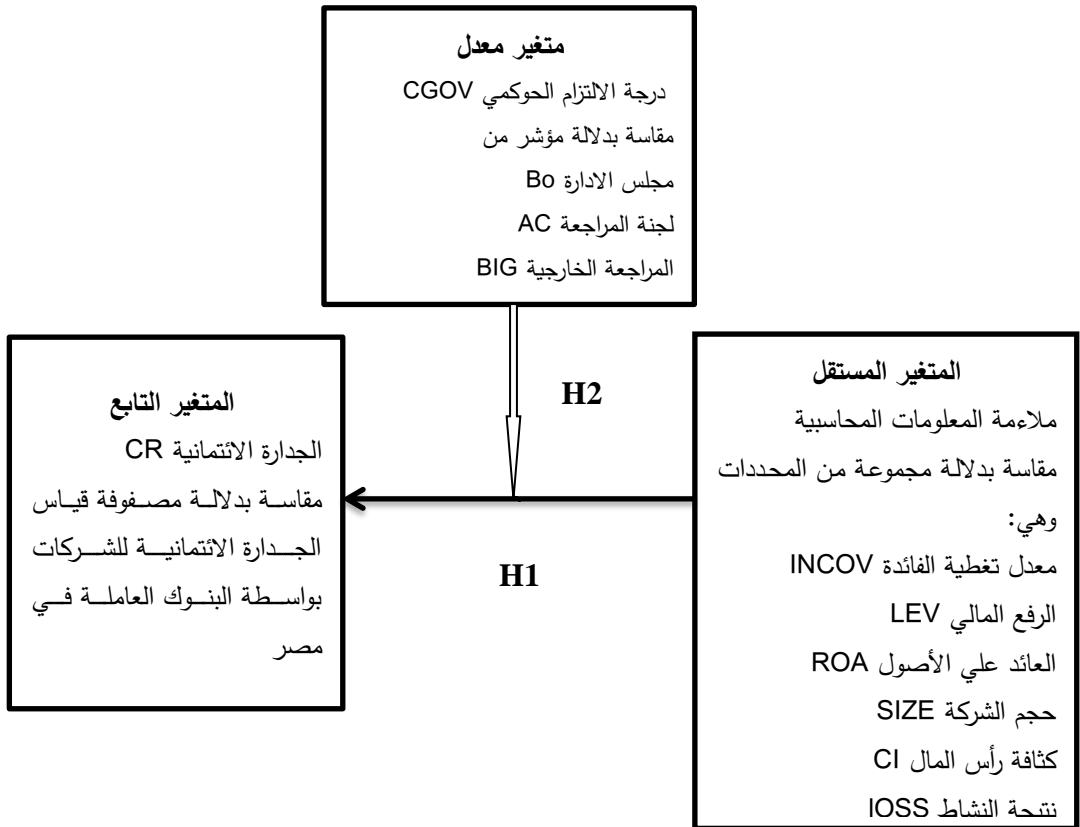 متغير معدل
درجة الالتزام الحوكمي CGOV
مقاسة بدلالة مؤشر من
مجلس الادارة Bo
لجنة المراجعة AC
المراجعة الخارجية BIG
المتغير المستقل
ملاءمة المعلومات المحاسبية
مقاسة بدلالة مجموعة من المحددات
وهي:
معدل تغطية الفائدة INCOV
الرفع المالي LEV
العائد علي الأصول ROA
حجم الشركة SIZE
كثافة رأس المال CI
نتيجة النشاط lOSS
H2
H1
المتغير التابع
الجدارة الائتمانية CR
مقاسة بدلالة مصفوفة قياس
الجدارة الائتمانية للشركات
بواسطة البنوك العاملة في
مصر